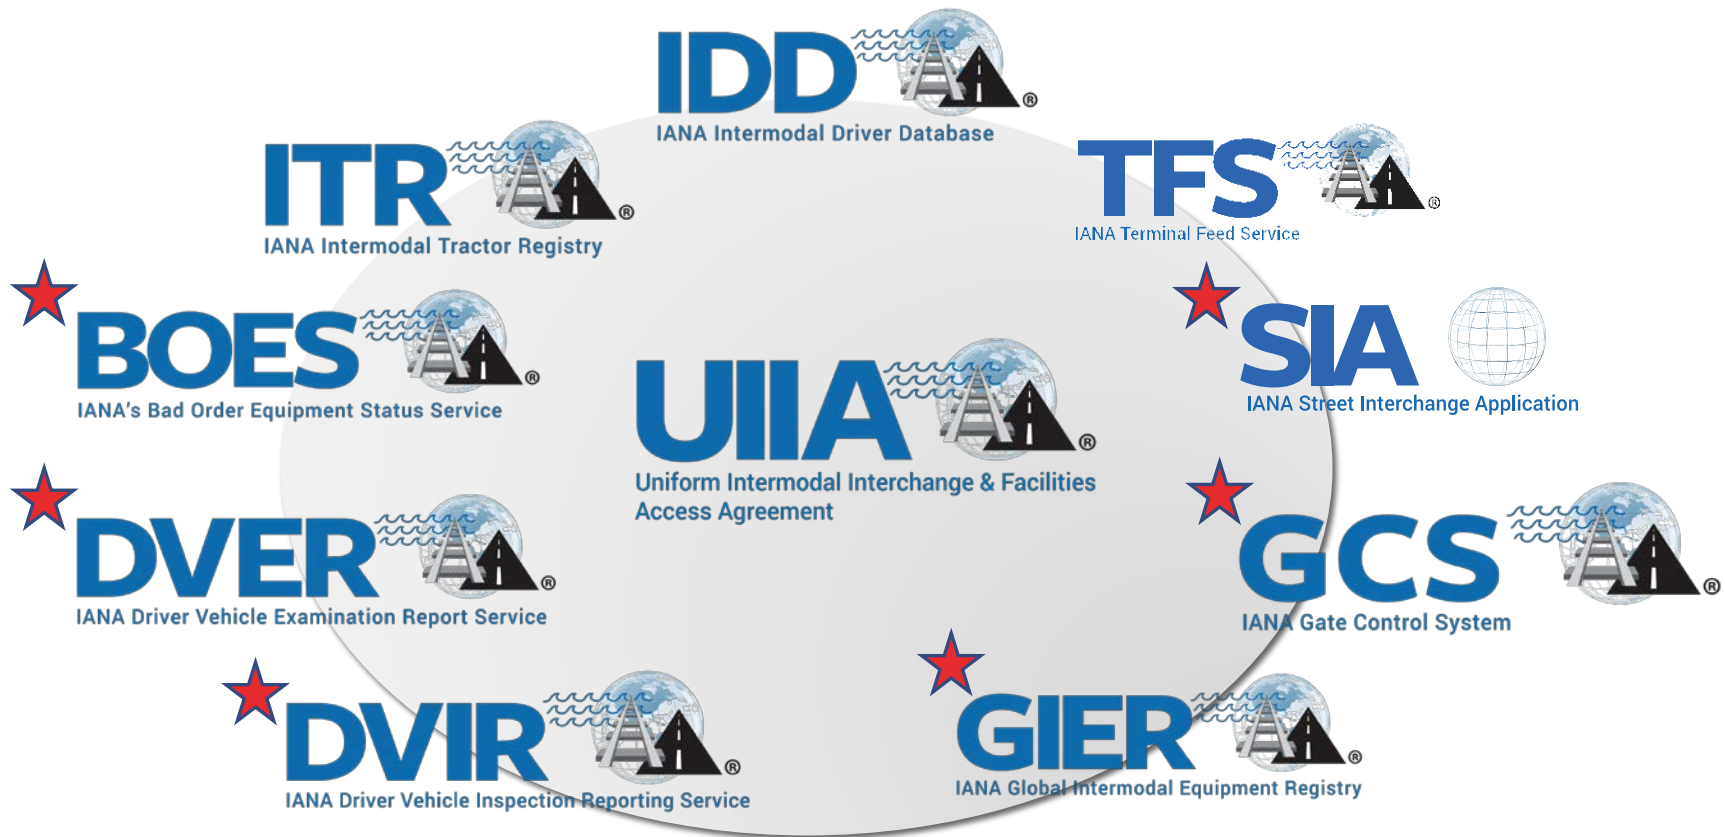 IDD
®
IANA Intermodal Driver Database
ITR
®
IANA Intermodal Tractor Registry
TFS
®
IANA Terminal Feed Service
BOES
®
IANA's Bad Order Equipment Status Service
SIA
IANA Street Interchange Application
UIIA
®
Uniform Intermodal Interchange & Facilities
Access Agreement
DVER
®
IANA Driver Vehicle Examination Report Service
GCS
®
IANA Gate Control System
DVIR
®
IANA Driver Vehicle Inspection Reporting Service
GIER
®
IANA Global Intermodal Equipment Registry